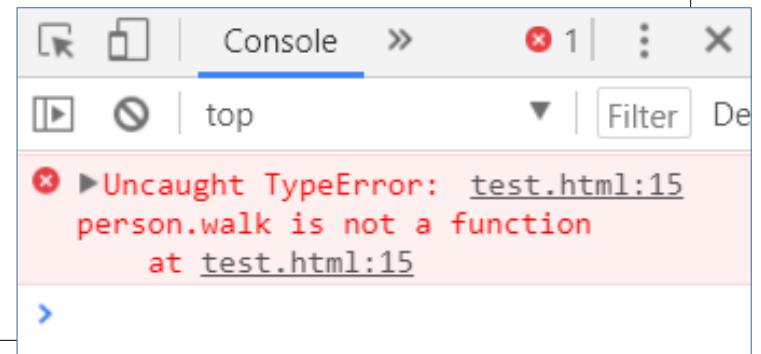 Console » 1
top Filter De
Uncaught TypeError: test.html:15
person.walk is not a function
at test.html:15